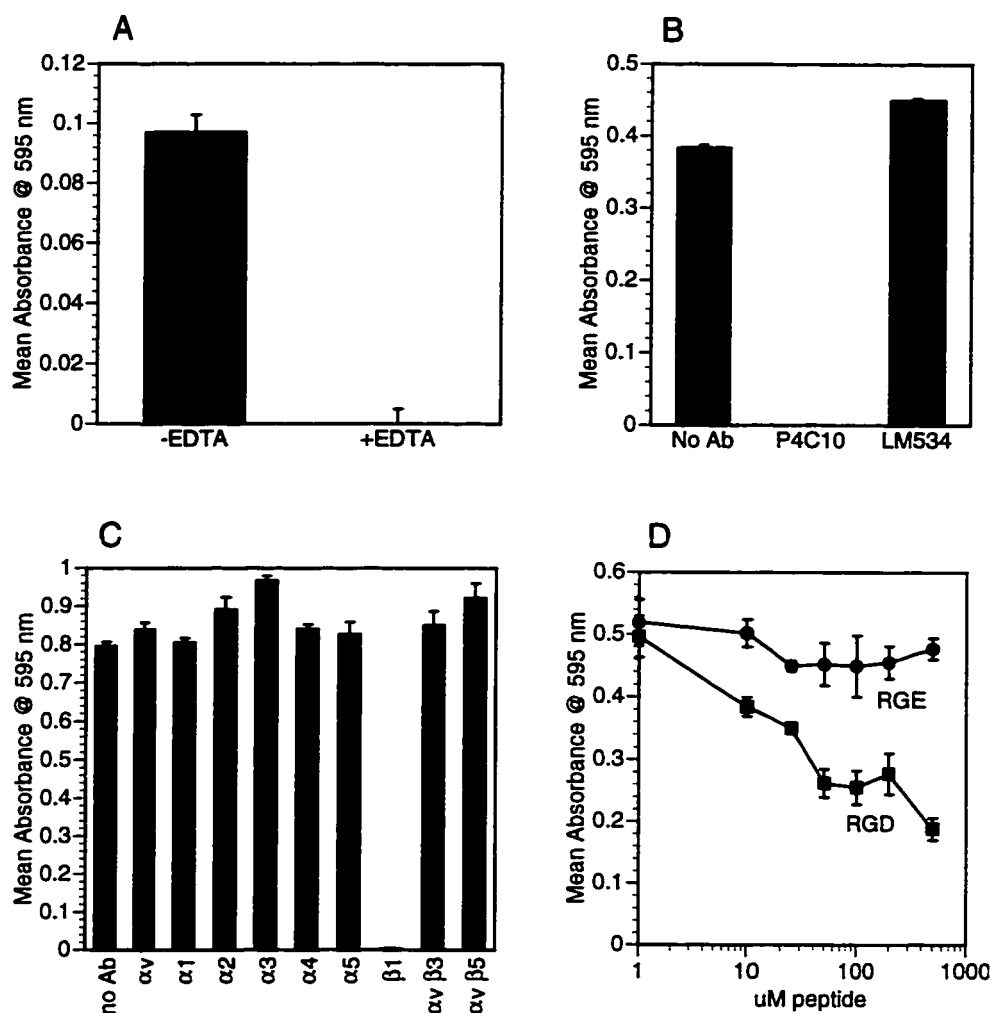 A
Mean Absorbance @ 595 nm
0.12
0.1
0.08
0.06
0.04
0.02
0
-EDTA
+EDTA
B
Mean Absorbance @ 595 nm
0.5
0.4
0.3
0.2
0.1
0
No Ab
P4C10
LM534
C
Mean Absorbance @ 595 nm
1
0.9
0.8
0.7
0.6
0.5
0.4
0.3
0.2
0.1
0
no Ab
αv
α1
α2
α3
α4
α5
β1
αv β3
αv β5
D
Mean Absorbance @ 595 nm
0.6
0.5
0.4
0.3
0.2
0.1
0
RGE
RGD
1
10
100
1000
uM peptide